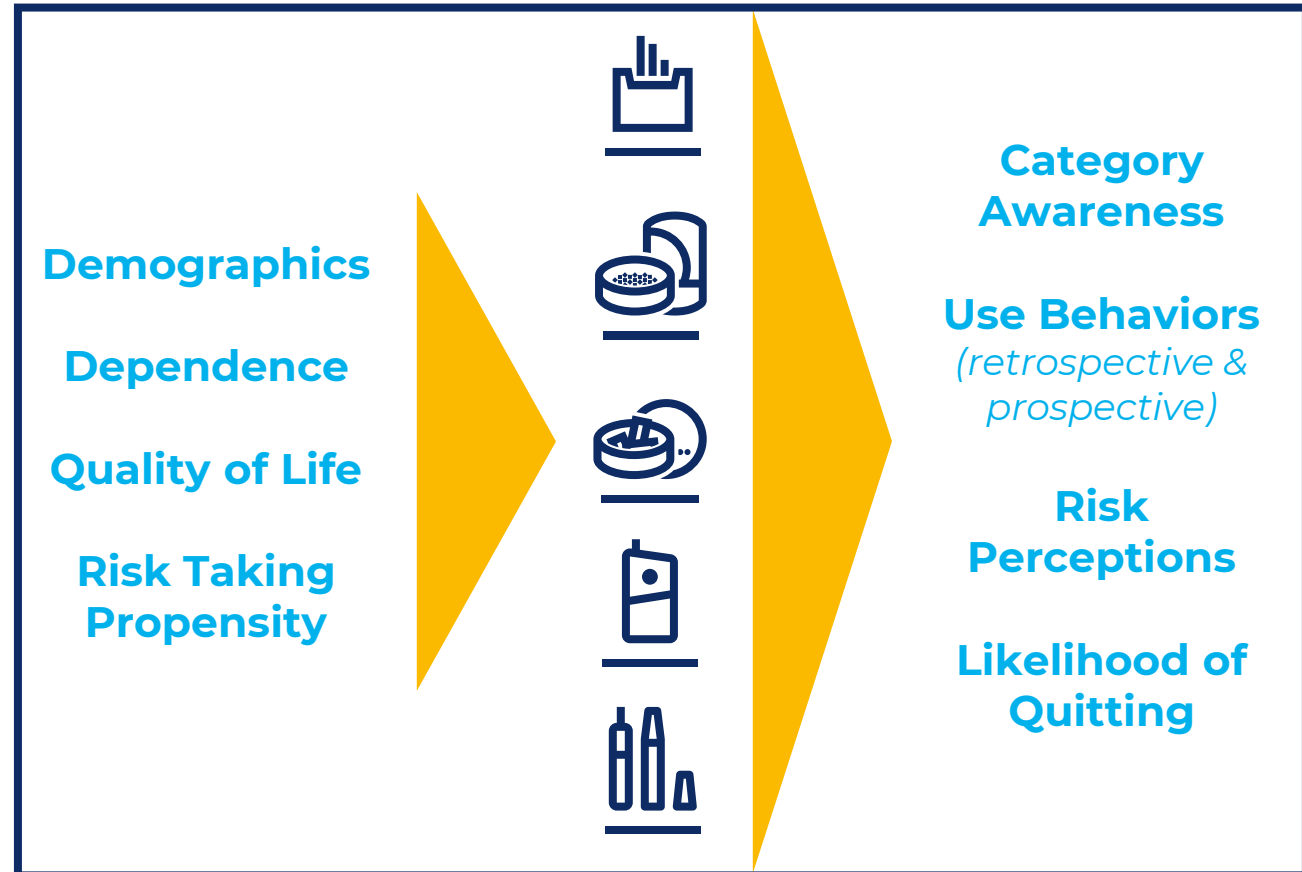 Demographics
Dependence
Quality of Life
Risk Taking
Propensity
Category
Awareness
Use Behaviors
(retrospective &
prospective)
Risk
Perceptions
Likelihood of
Quitting